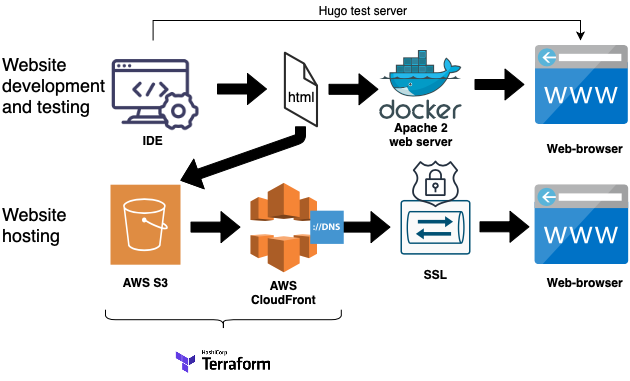 Hugo test server
Website
development
and testing
</>
html
docker
WWW
IDE
Apache 2
web server
Web-browser
Website
hosting
://DNS
WWW
AWS S3
AWS
CloudFront
SSL
Web-browser
HashiCorp
Terraform